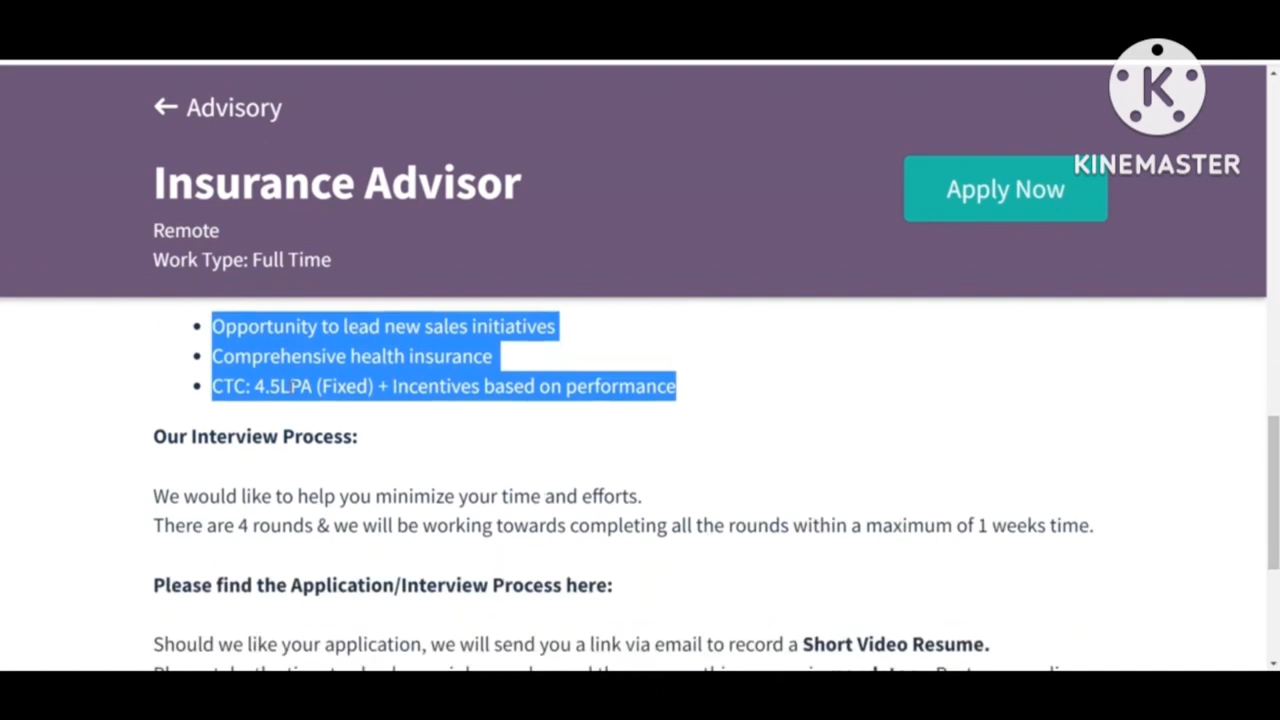 ← Advisory
Insurance Advisor
Remote
Work Type: Full Time
Apply Now
K
KINEMASTER
• Opportunity to lead new sales initiatives
• Comprehensive health insurance
• CTC: 4.5LPA (Fixed) + Incentives based on performance
Our Interview Process:
We would like to help you minimize your time and efforts.
There are 4 rounds & we will be working towards completing all the rounds within a maximum of 1 weeks time.
Please find the Application/Interview Process here:
Should we like your application, we will send you a link via email to record a Short Video Resume.